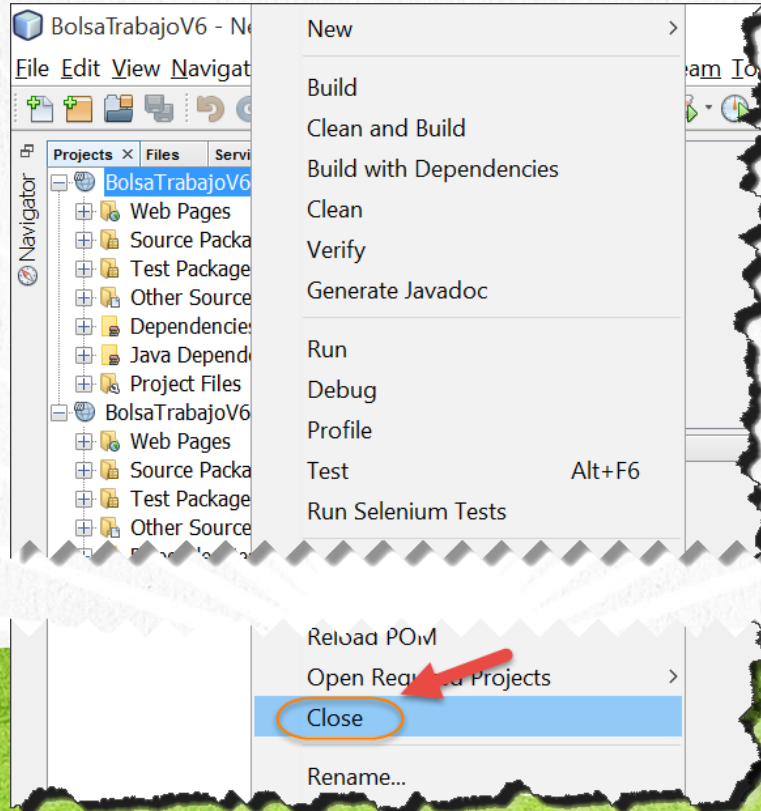 BolsaTrabajoV6 - Ne
File Edit View Navigat
am To
Projects × Files Servi
Navigator
BolsaTrabajoV6
Web Pages
Source Packa
Test Package
Other Source
Dependencies
Java Depend
Project Files
BolsaTrabajoV6
Web Pages
Source Packa
Test Package
Other Source
New
Build
Clean and Build
Build with Dependencies
Clean
Verify
Generate Javadoc
Run
Debug
Profile
Test Alt+F6
Run Selenium Tests
Reload POM
Open Required Projects
Close
Rename...